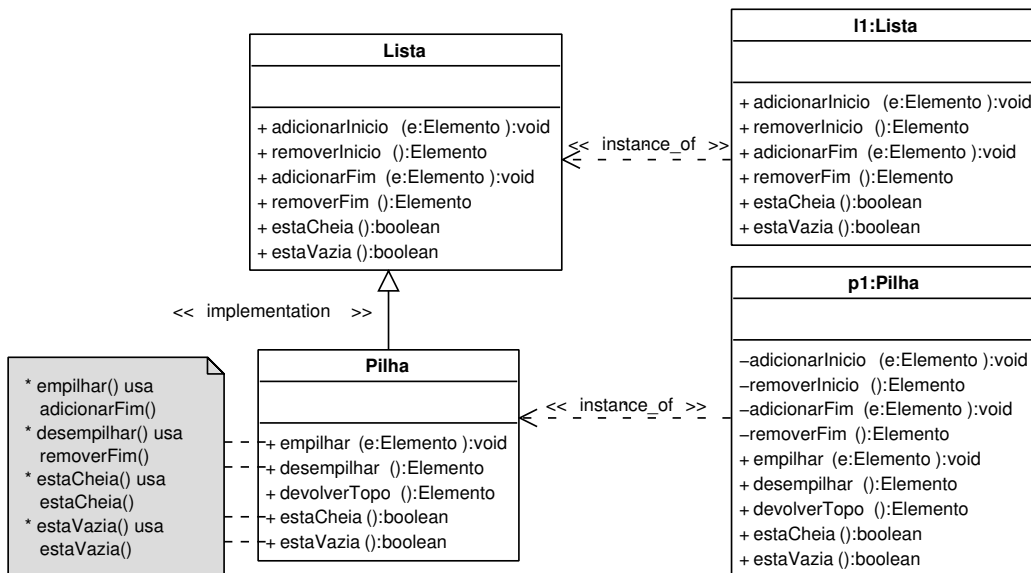 Lista
+ adicionarInicio (e:Elemento ):void
+ removerInicio ():Elemento
+ adicionarFim (e:Elemento ):void
+ removerFim ():Elemento
+ estaCheia ():boolean
+ estaVazia ():boolean
<< instance_of >>
l1:Lista
+ adicionarInicio (e:Elemento ):void
+ removerInicio ():Elemento
+ adicionarFim (e:Elemento ):void
+ removerFim ():Elemento
+ estaCheia ():boolean
+ estaVazia ():boolean
<< implementation >>
* empilhar() usa
adicionarFim()
* desempilhar() usa
removerFim()
* estaCheia() usa
estaCheia()
* estaVazia() usa
estaVazia()
Pilha
+ empilhar (e:Elemento ):void
+ desempilhar ():Elemento
+ devolverTopo ():Elemento
+ estaCheia ():boolean
+ estaVazia ():boolean
<< instance_of >>
p1:Pilha
−adicionarInicio (e:Elemento ):void
−removerInicio ():Elemento
−adicionarFim (e:Elemento ):void
−removerFim ():Elemento
+ empilhar (e:Elemento ):void
+ desempilhar ():Elemento
+ devolverTopo ():Elemento
+ estaCheia ():boolean
+ estaVazia ():boolean